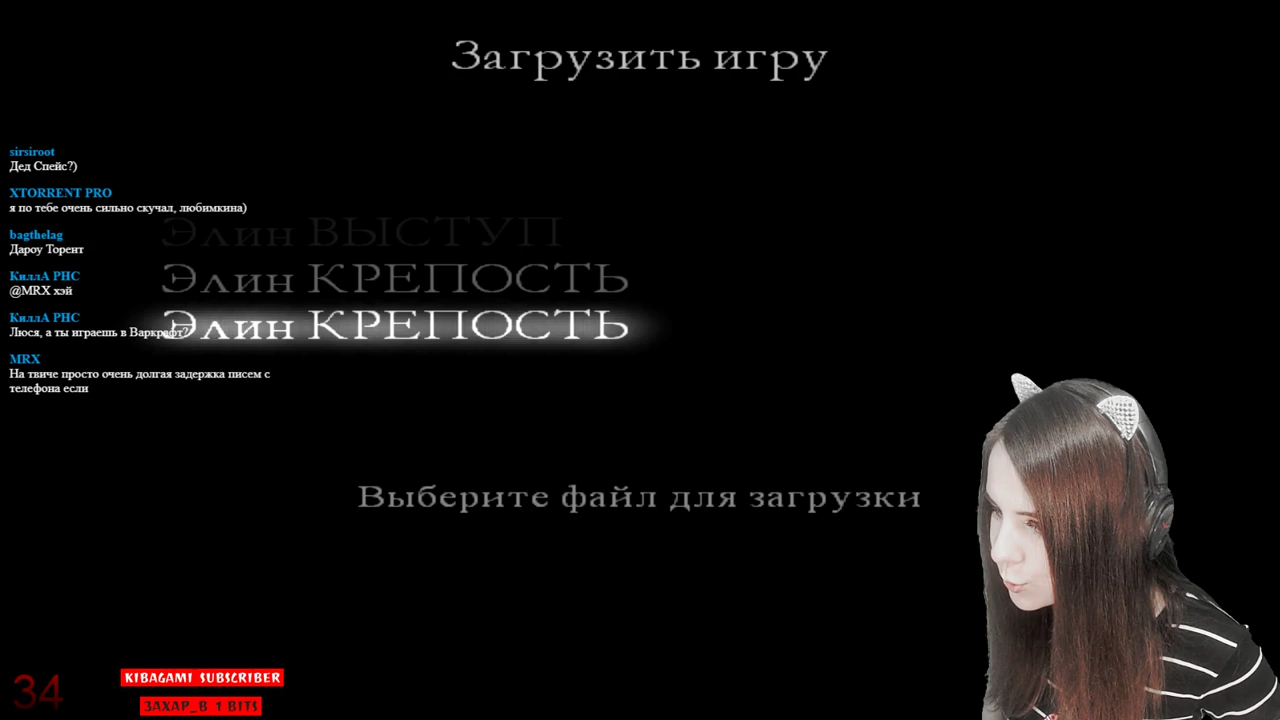 Загрузить игру
sirsiroot
Дед Спейс?)
XTORRENT PRO
я по тебе очень сильно скучал, любимкина)
Элин ВЫСТУП
bagthelag
Дароу Торент
КиллА РНС
@MRX хэй
Элин КРЕПОСТЬ
КиллА РНС
Люся, а ты играешь в Варкрафт?
Элин КРЕПОСТЬ
MRX
На твиче просто очень долгая задержка писем с
телефона если
Выберите файл для загрузки
34
KIBAGAMI SUBSCRIBER
3AXAP_B 1 BITS